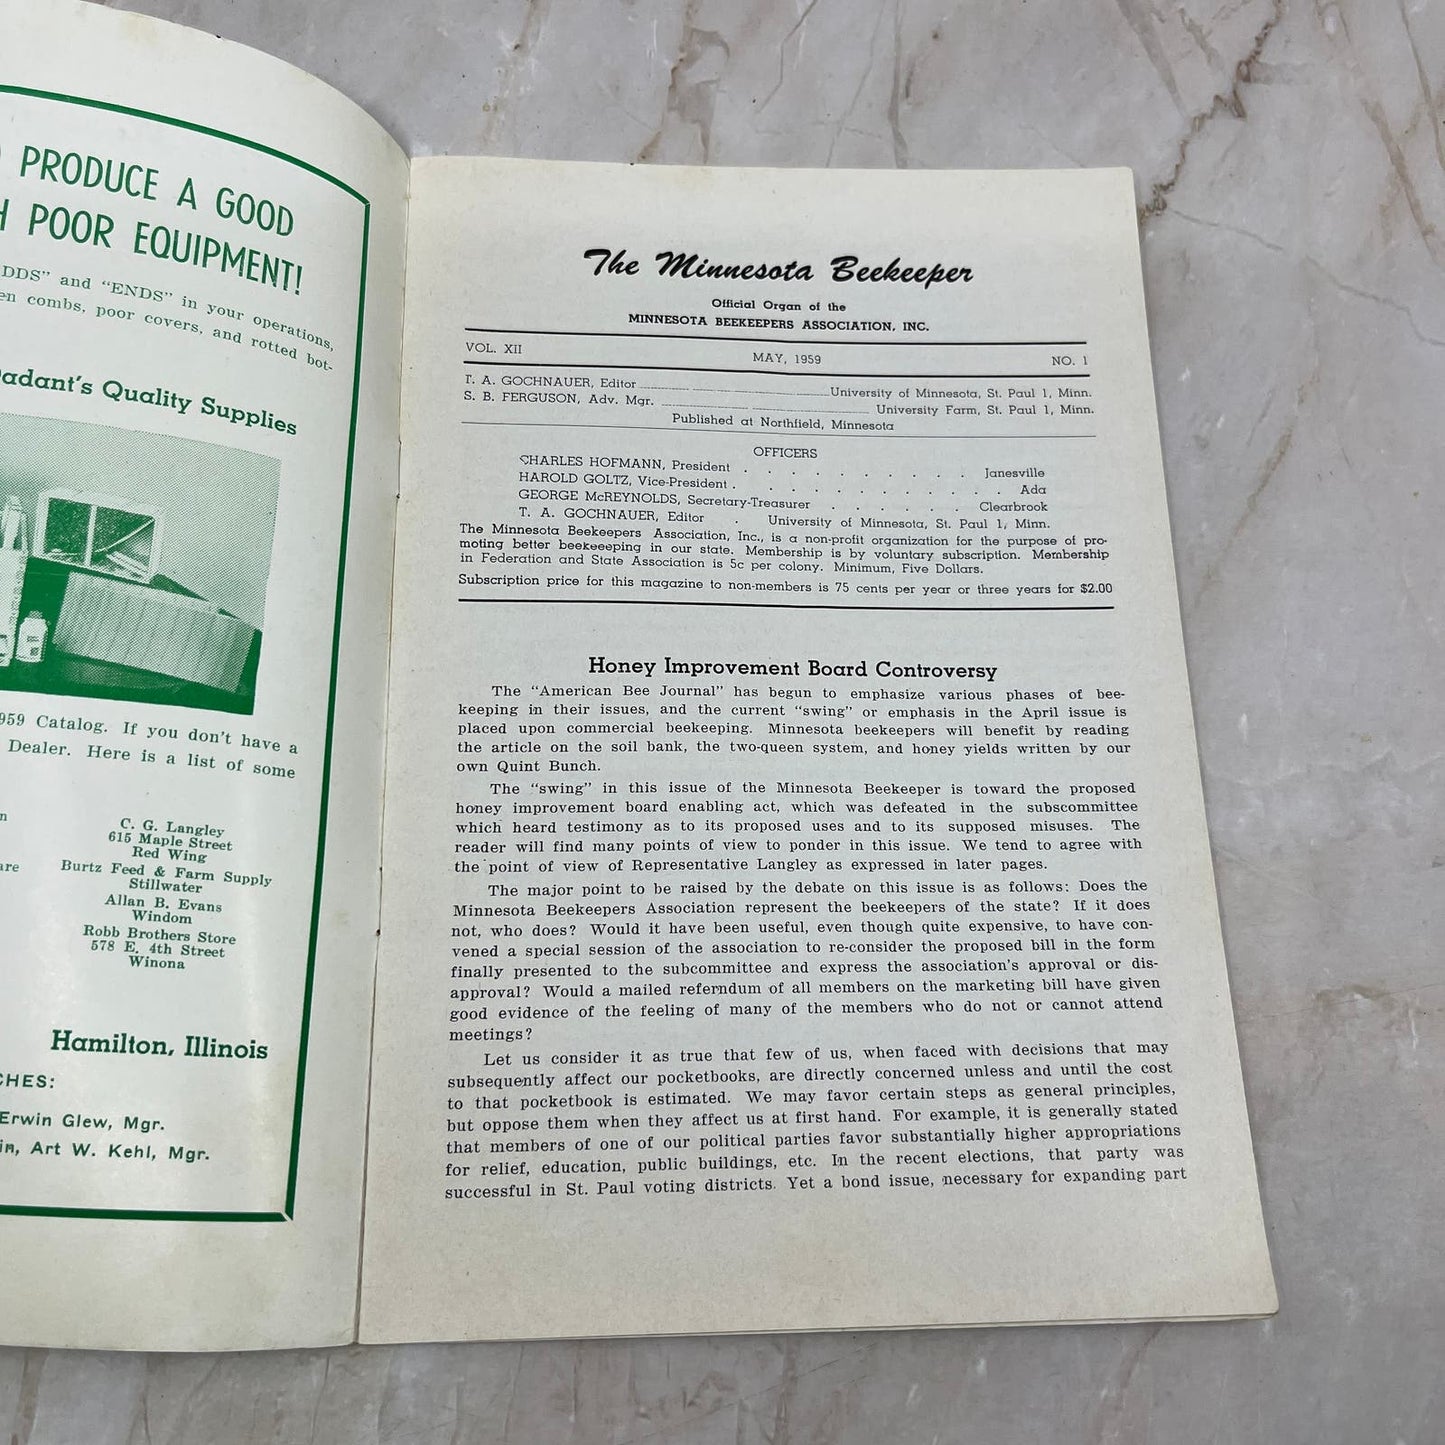 PRODUCE A GOOD
POOR EQUIPMENT!
and "ENDS" in your operations,
combs, poor covers, and rotted bot-
Quality Supplies
Catalog. If you don't have a
Dealer. Here is a list of some
C. G. Langley
615 Maple Street
Red Wing
Burtz Feed & Farm Supply
Stillwater
Allan B. Evans
Windom
Robb Brothers Store
578 E. 4th Street
Winona
Hamilton, Illinois
Erwin Glew, Mgr.
Art W. Kehl, Mgr.
The Minnesota Beekeeper
Official Organ of the
MINNESOTA BEEKEEPERS ASSOCIATION, INC.
VOL. XII MAY, 1959 NO. 1
T. A. GOCHNAUER, Editor University of Minnesota, St. Paul 1, Minn.
S. B. FERGUSON, Adv. Mgr. University Farm, St. Paul 1, Minn.
Published at Northfield, Minnesota
OFFICERS
CHARLES HOFMANN, President . . . . . . . . . . Janesville
HAROLD GOLTZ, Vice-President . . . . . . . . . . . Ada
GEORGE McREYNOLDS, Secretary-Treasurer . . . . . . Clearbrook
T. A. GOCHNAUER, Editor . University of Minnesota, St. Paul 1, Minn.
The Minnesota Beekeepers Association, Inc., is a non-profit organization for the purpose of pro-
moting better beekeeeping in our state. Membership is by voluntary subscription. Membership
in Federation and State Association is 5c per colony. Minimum, Five Dollars.
Subscription price for this magazine to non-members is 75 cents per year or three years for $2.00
Honey Improvement Board Controversy
The "American Bee Journal" has begun to emphasize various phases of bee-
keeping in their issues, and the current "swing" or emphasis in the April issue is
placed upon commercial beekeeping. Minnesota beekeepers will benefit by reading
the article on the soil bank, the two-queen system, and honey yields written by our
own Quint Bunch.
The "swing" in this issue of the Minnesota Beekeeper is toward the proposed
honey improvement board enabling act, which was defeated in the subscommittee
which heard testimony as to its proposed uses and to its supposed misuses. The
reader will find many points of view to ponder in this issue. We tend to agree with
the point of view of Representative Langley as expressed in later pages.
The major point to be raised by the debate on this issue is as follows: Does the
Minnesota Beekeepers Association represent the beekeepers of the state? If it does
not, who does? Would it have been useful, even though quite expensive, to have con-
vened a special session of the association to re-consider the proposed bill in the form
finally presented to the subcommittee and express the association's approval or dis-
approval? Would a mailed referndum of all members on the marketing bill have given
good evidence of the feeling of many of the members who do not or cannot attend
meetings?
Let us consider it as true that few of us, when faced with decisions that may
subsequently affect our pocketbooks, are directly concerned unless and until the cost
to that pocketbook is estimated. We may favor certain steps as general principles,
but oppose them when they affect us at first hand. For example, it is generally stated
that members of one of our political parties favor substantially higher appropriations
for relief, education, public buildings, etc. In the recent elections, that party was
successful in St. Paul voting districts. Yet a bond issue, necessary for expanding part